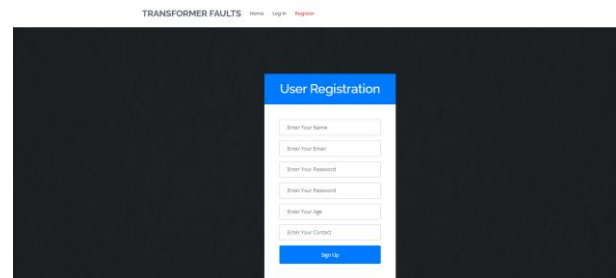 TRANSFORMER FAULTS Home Log In Register
User Registration
Enter Your Name
Enter Your Email
Enter Your Password
Enter Your Password
Enter Your Age
Enter Your Contact
Sign Up